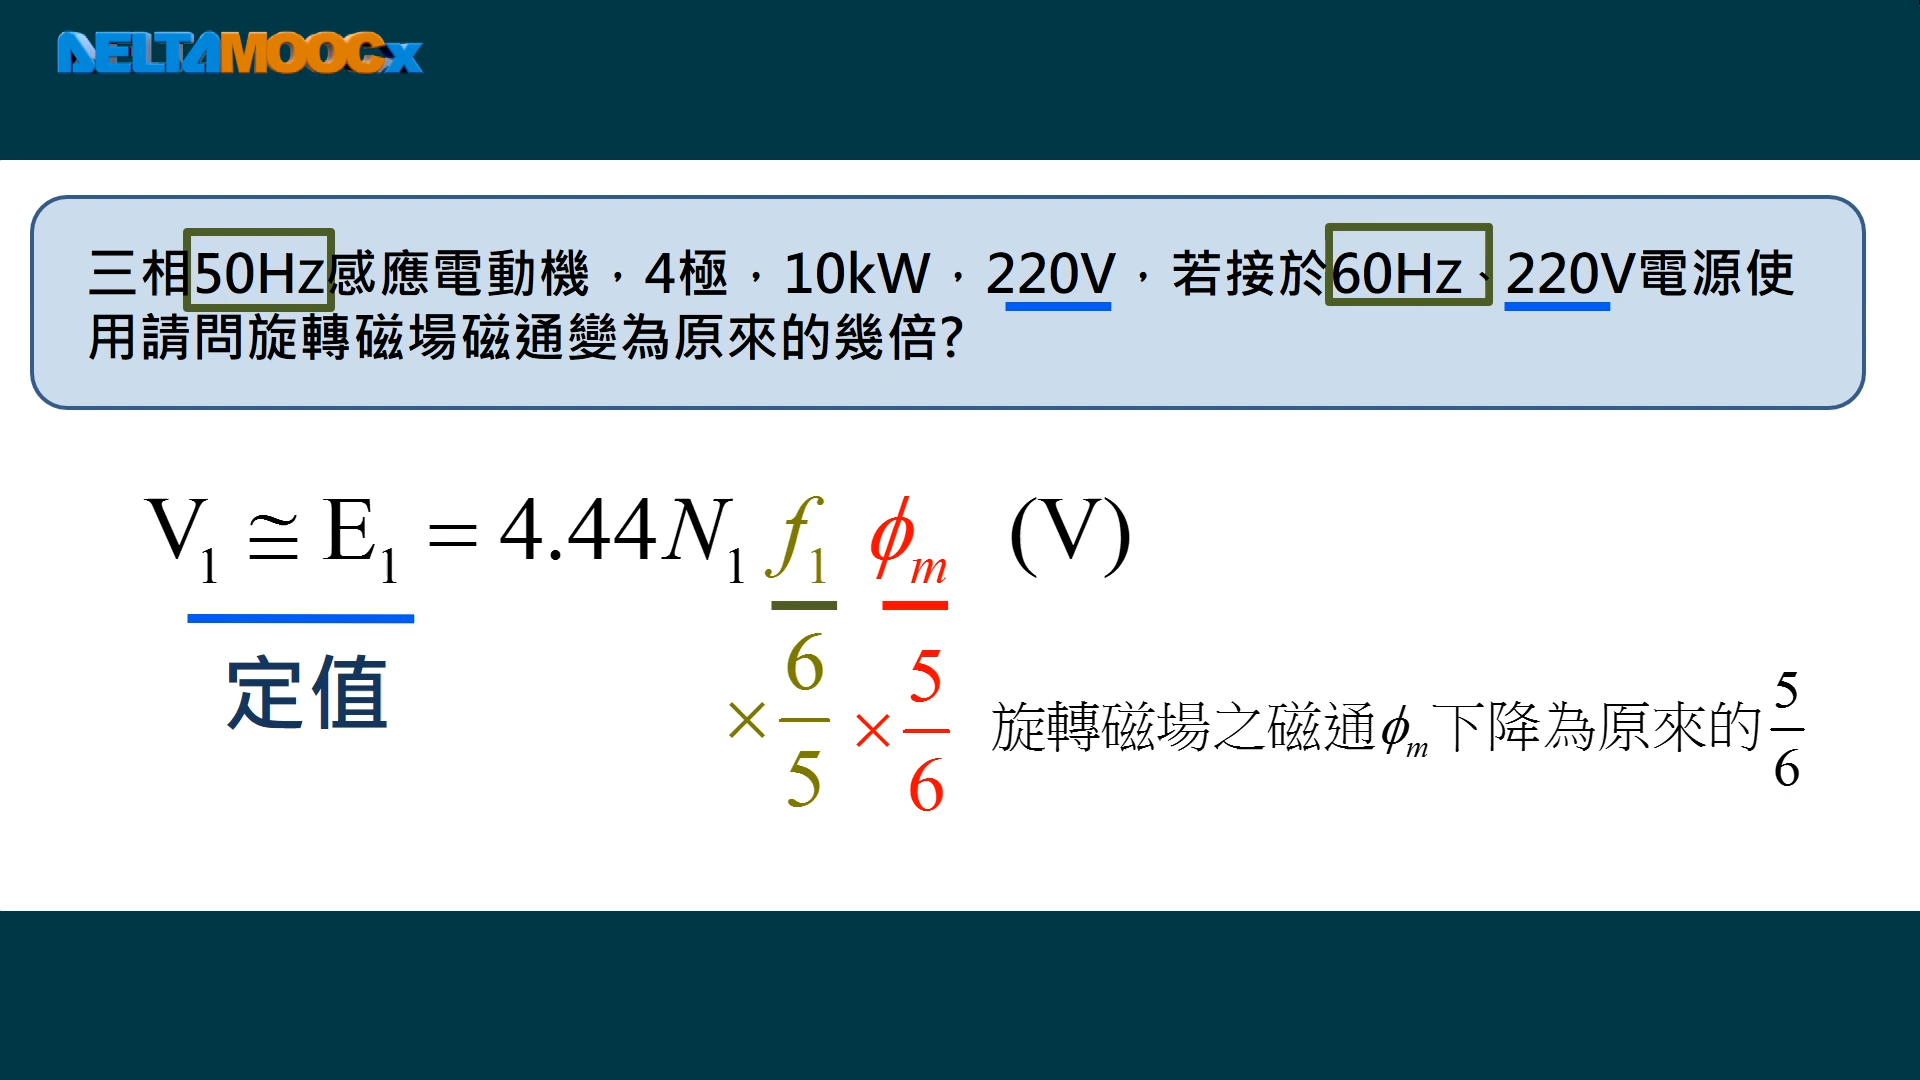 DELTAMOOCx
三相50Hz感應電動機，4極，10kW，220V，若接於60Hz、220V電源使
用請問旋轉磁場磁通變為原來的幾倍?
V₁ ≅ E₁ = 4.44N₁ f₁ ϕₘ (V)
定值
×6/5 ×5/6
旋轉磁場之磁通ϕₘ下降為原來的5/6